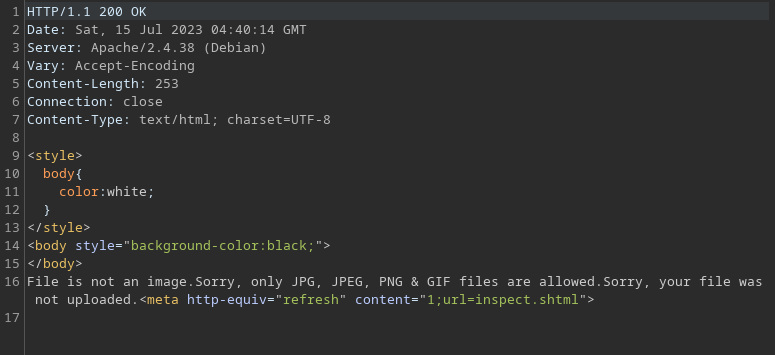 1 HTTP/1.1 200 OK
2 Date: Sat, 15 Jul 2023 04:40:14 GMT
3 Server: Apache/2.4.38 (Debian)
4 Vary: Accept-Encoding
5 Content-Length: 253
6 Connection: close
7 Content-Type: text/html; charset=UTF-8
8
9 <style>
10 body{
11 color:white;
12 }
13 </style>
14 <body style="background-color:black;">
15 </body>
16 File is not an image.Sorry, only JPG, JPEG, PNG & GIF files are allowed.Sorry, your file was
not uploaded.<meta http-equiv="refresh" content="1;url=inspect.shtml">
17